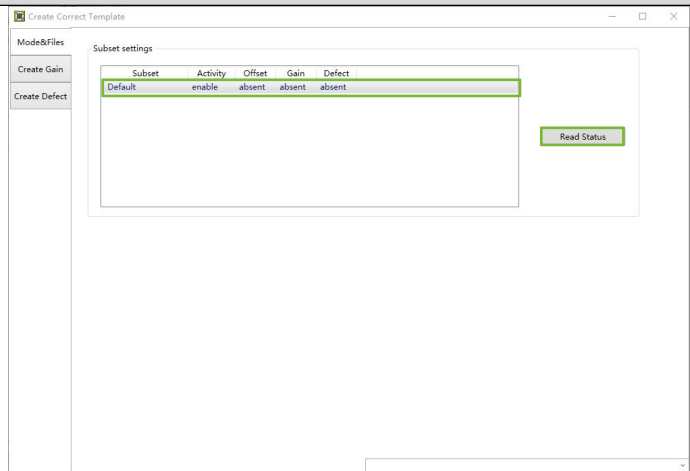 Create Correct Template
Mode&Files
Create Gain
Create Defect
Subset settings
Subset Activity Offset Gain Defect
Default enable absent absent absent
Read Status